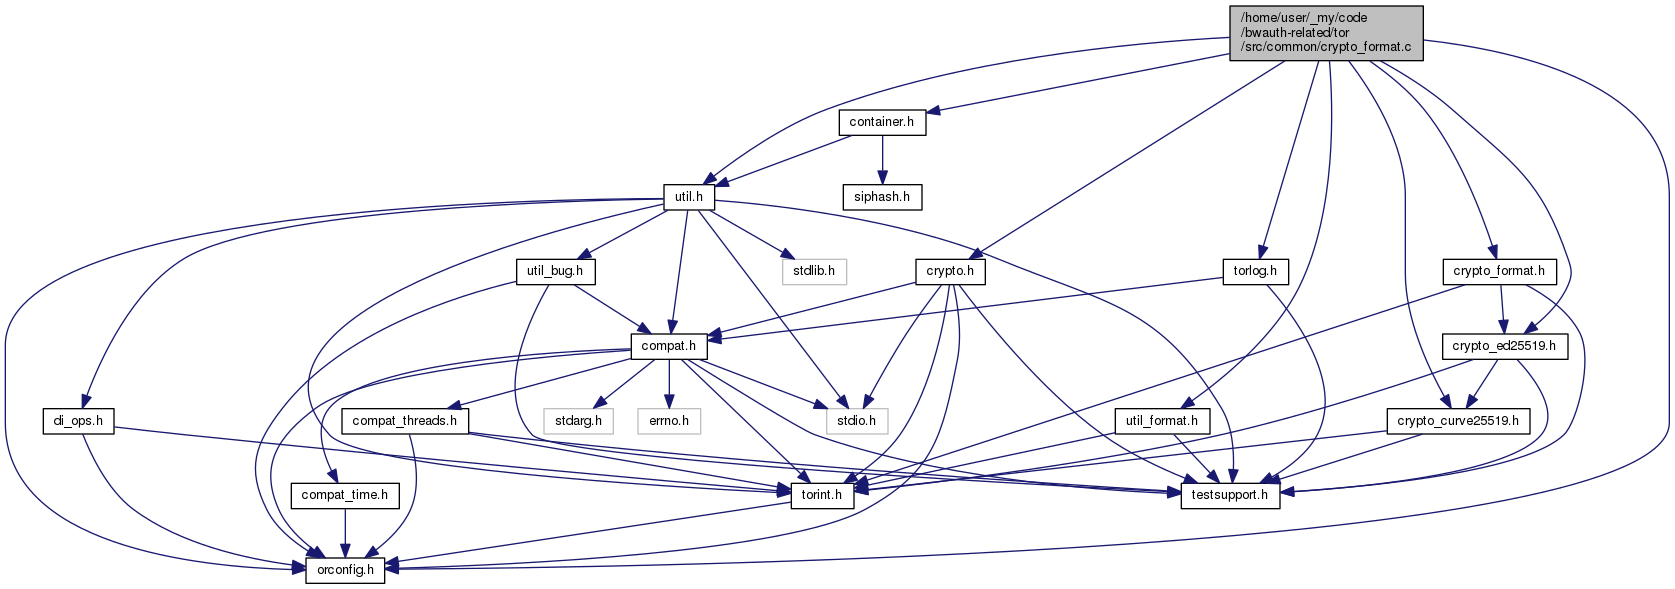 /home/user/_my/code
/bwauth-related/tor
/src/common/crypto_format.c
container.h
util.h
siphash.h
util_bug.h
stdlib.h
crypto.h
torlog.h
crypto_format.h
compat.h
crypto_ed25519.h
di_ops.h
compat_threads.h
stdarg.h
errno.h
stdio.h
util_format.h
crypto_curve25519.h
compat_time.h
torint.h
testsupport.h
orconfig.h